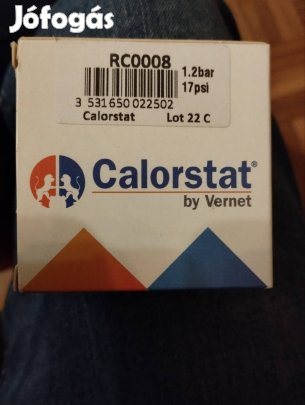 Jófogás
RC0008
1.2bar
17psi
3 531650 022502
Calorstat Lot 22 C
Calorstat®
by Vernet